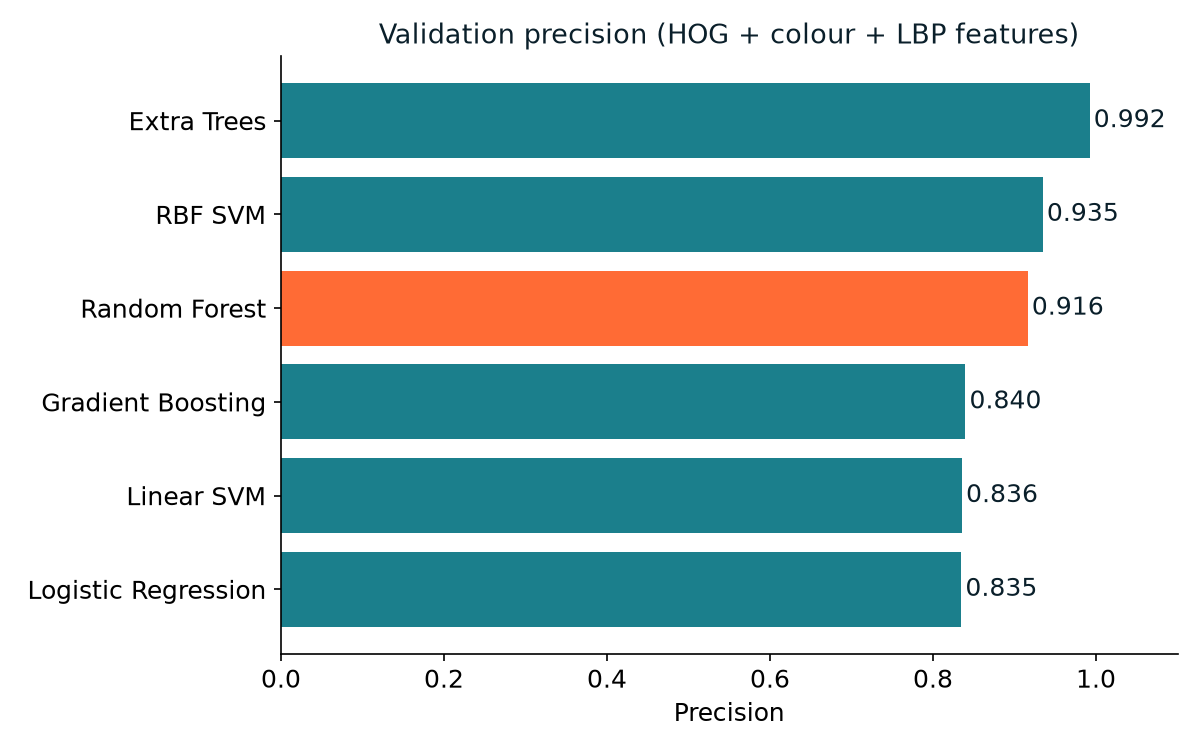 Validation precision (HOG + colour + LBP features)
Extra Trees 0.992
RBF SVM 0.935
Random Forest 0.916
Gradient Boosting 0.840
Linear SVM 0.836
Logistic Regression 0.835
0.0 0.2 0.4 0.6 0.8 1.0
Precision